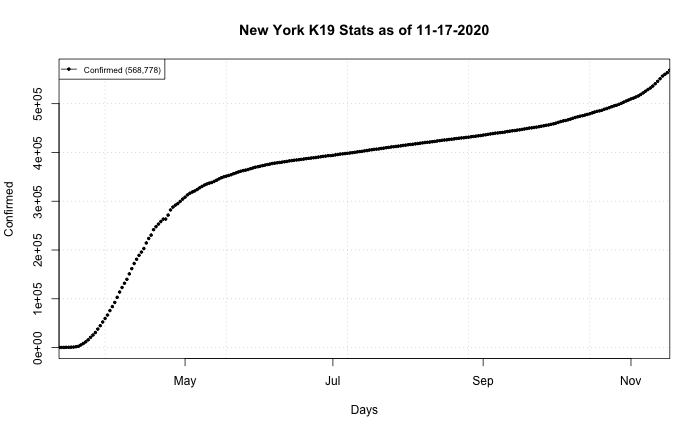 New York K19 Stats as of 11-17-2020
Confirmed (568,778)
Confirmed
5e+05
4e+05
3e+05
2e+05
1e+05
0e+00
May Jul Sep Nov
Days